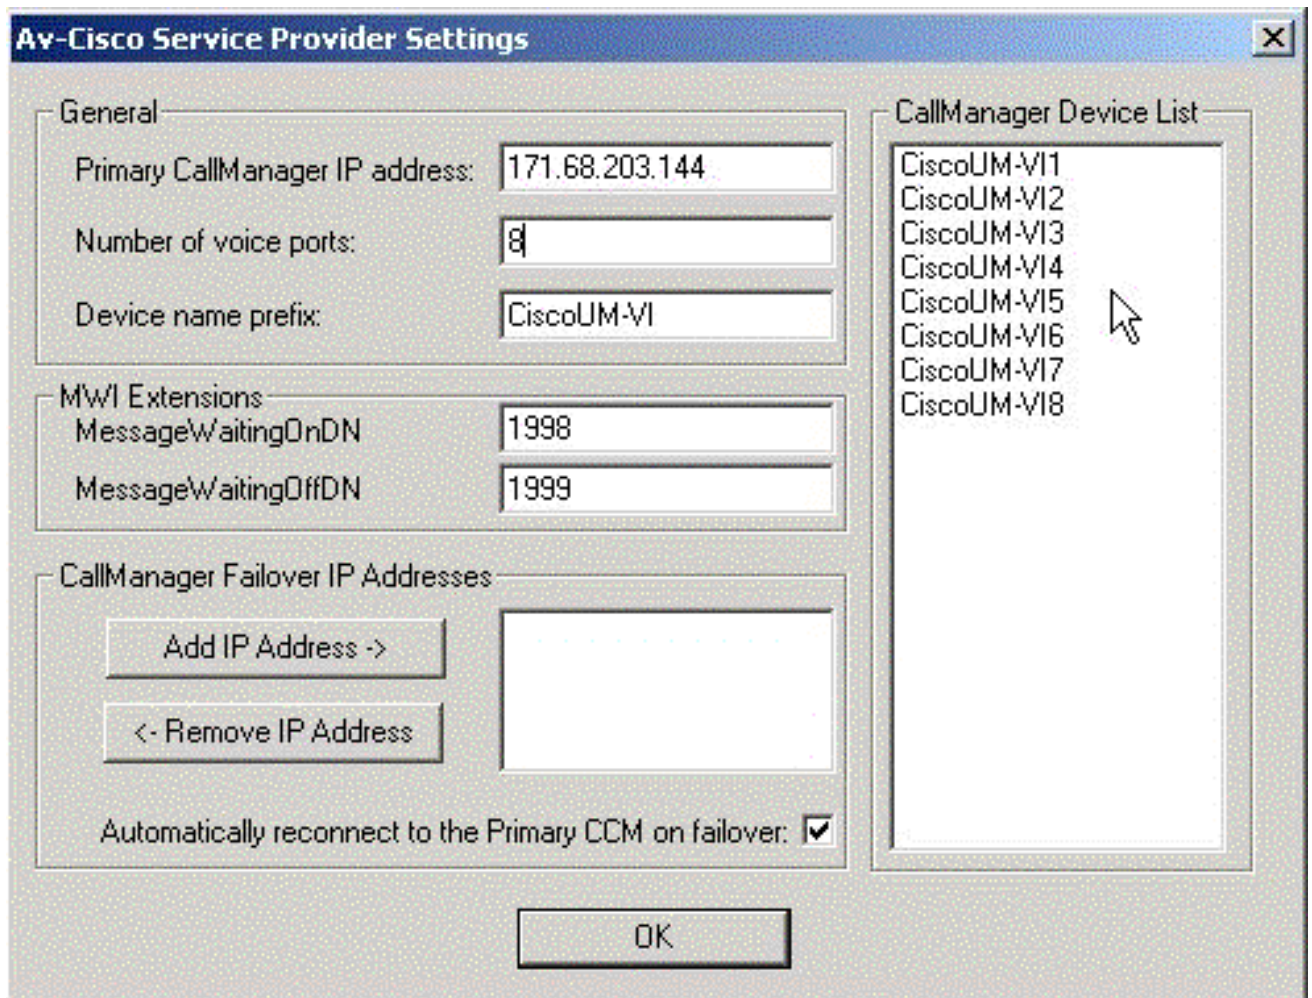 Av-Cisco Service Provider Settings
General
Primary CallManager IP address: 171.68.203.144
Number of voice ports: 8
Device name prefix: CiscoUM-VI
MWI Extensions
MessageWaitingOnDN 1998
MessageWaitingOffDN 1999
CallManager Failover IP Addresses
Add IP Address ->
<- Remove IP Address
Automatically reconnect to the Primary CCM on failover:
CallManager Device List
CiscoUM-VI1
CiscoUM-VI2
CiscoUM-VI3
CiscoUM-VI4
CiscoUM-VI5
CiscoUM-VI6
CiscoUM-VI7
CiscoUM-VI8
OK